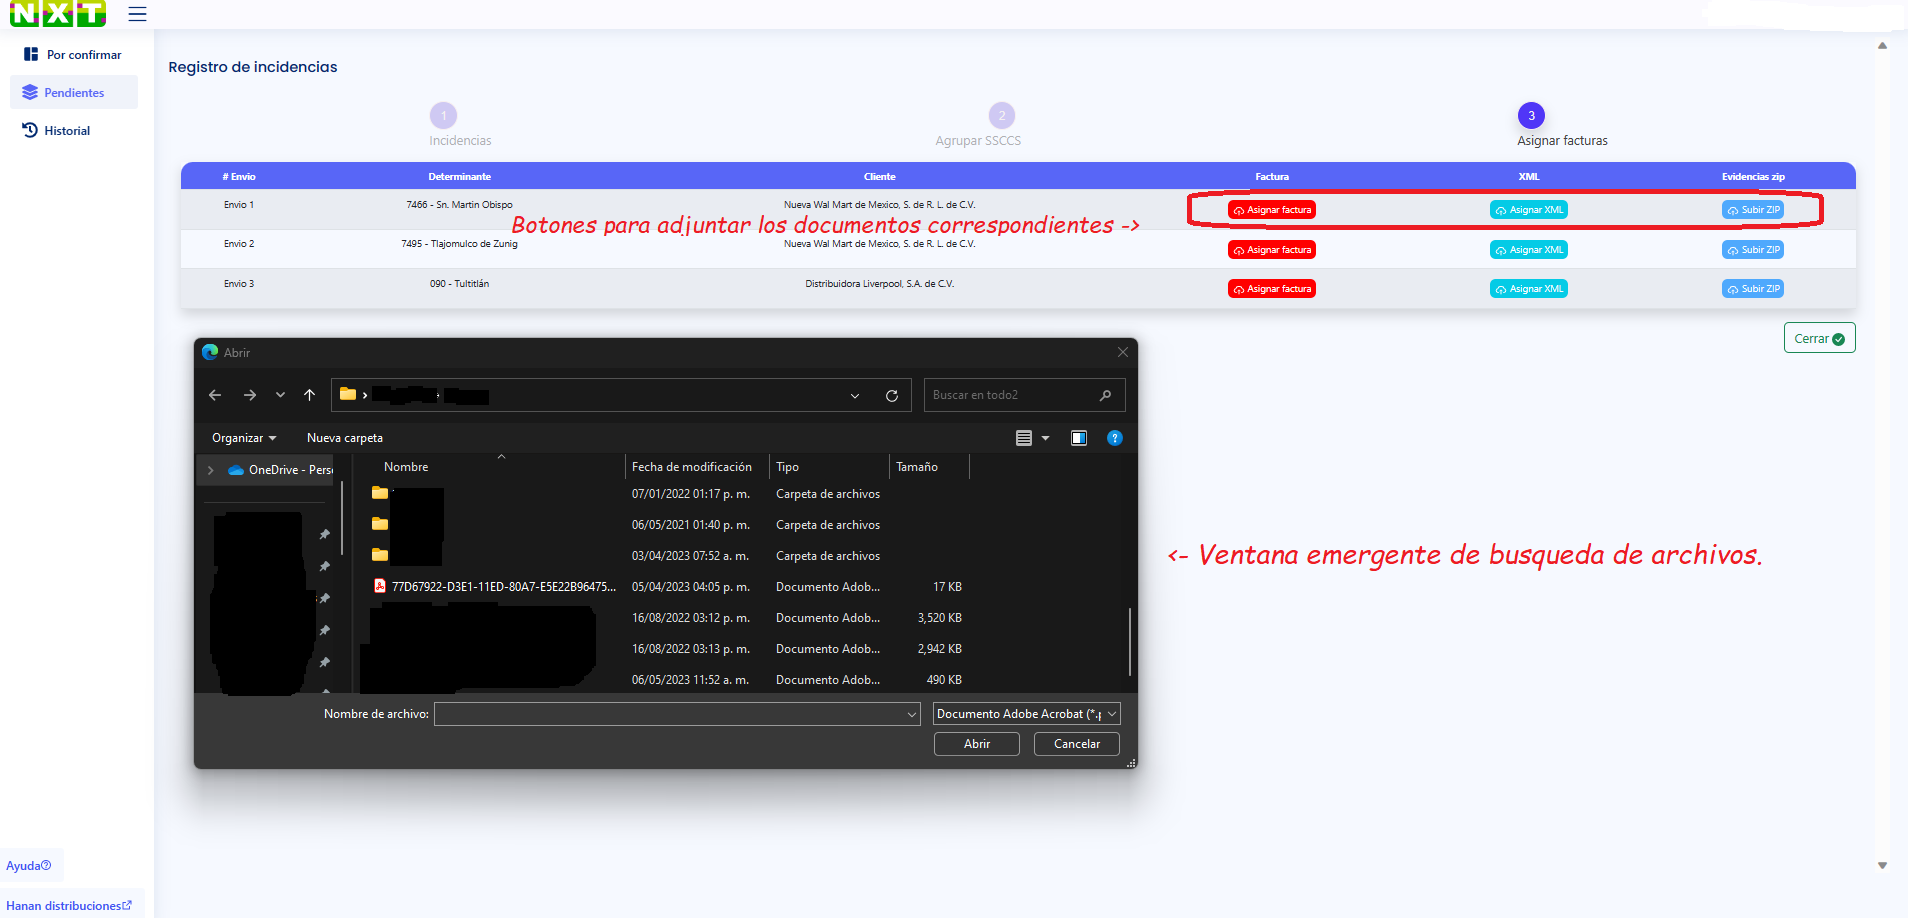 NXT
Por confirmar
Pendientes
Historial
Registro de incidencias
1 2 3
Incidencias Agrupar SSCCS Asignar facturas
# Envio Determinante Cliente Factura XML Evidencias zip
Envio 1 7466 - Sn. Martin Obispo Nueva Wal Mart de Mexico, S. de R. L. de C.V. Asignar factura Asignar XML Subir ZIP
Botones para adjuntar los documentos correspondientes ->
Envio 2 7495 - Tlajomulco de Zunig Nueva Wal Mart de Mexico, S. de R. L. de C.V. Asignar factura Asignar XML Subir ZIP
Envio 3 090 - Tultitlán Distribuidora Liverpool, S.A. de C.V. Asignar factura Asignar XML Subir ZIP
Cerrar
Abrir
Buscar en todo2
Organizar Nueva carpeta
OneDrive - Pers
Nombre Fecha de modificación Tipo Tamaño
07/01/2022 01:17 p. m. Carpeta de archivos
06/05/2021 01:40 p. m. Carpeta de archivos
03/04/2023 07:52 a. m. Carpeta de archivos
77D67922-D3E1-11ED-80A7-E5E22B96475... 05/04/2023 04:05 p. m. Documento Adob... 17 KB
16/08/2022 03:12 p. m. Documento Adob... 3,520 KB
16/08/2022 03:13 p. m. Documento Adob... 2,942 KB
06/05/2023 11:52 a. m. Documento Adob... 490 KB
Nombre de archivo: Documento Adobe Acrobat (*.p
Abrir Cancelar
<- Ventana emergente de busqueda de archivos.
Ayuda
Hanan distribuciones